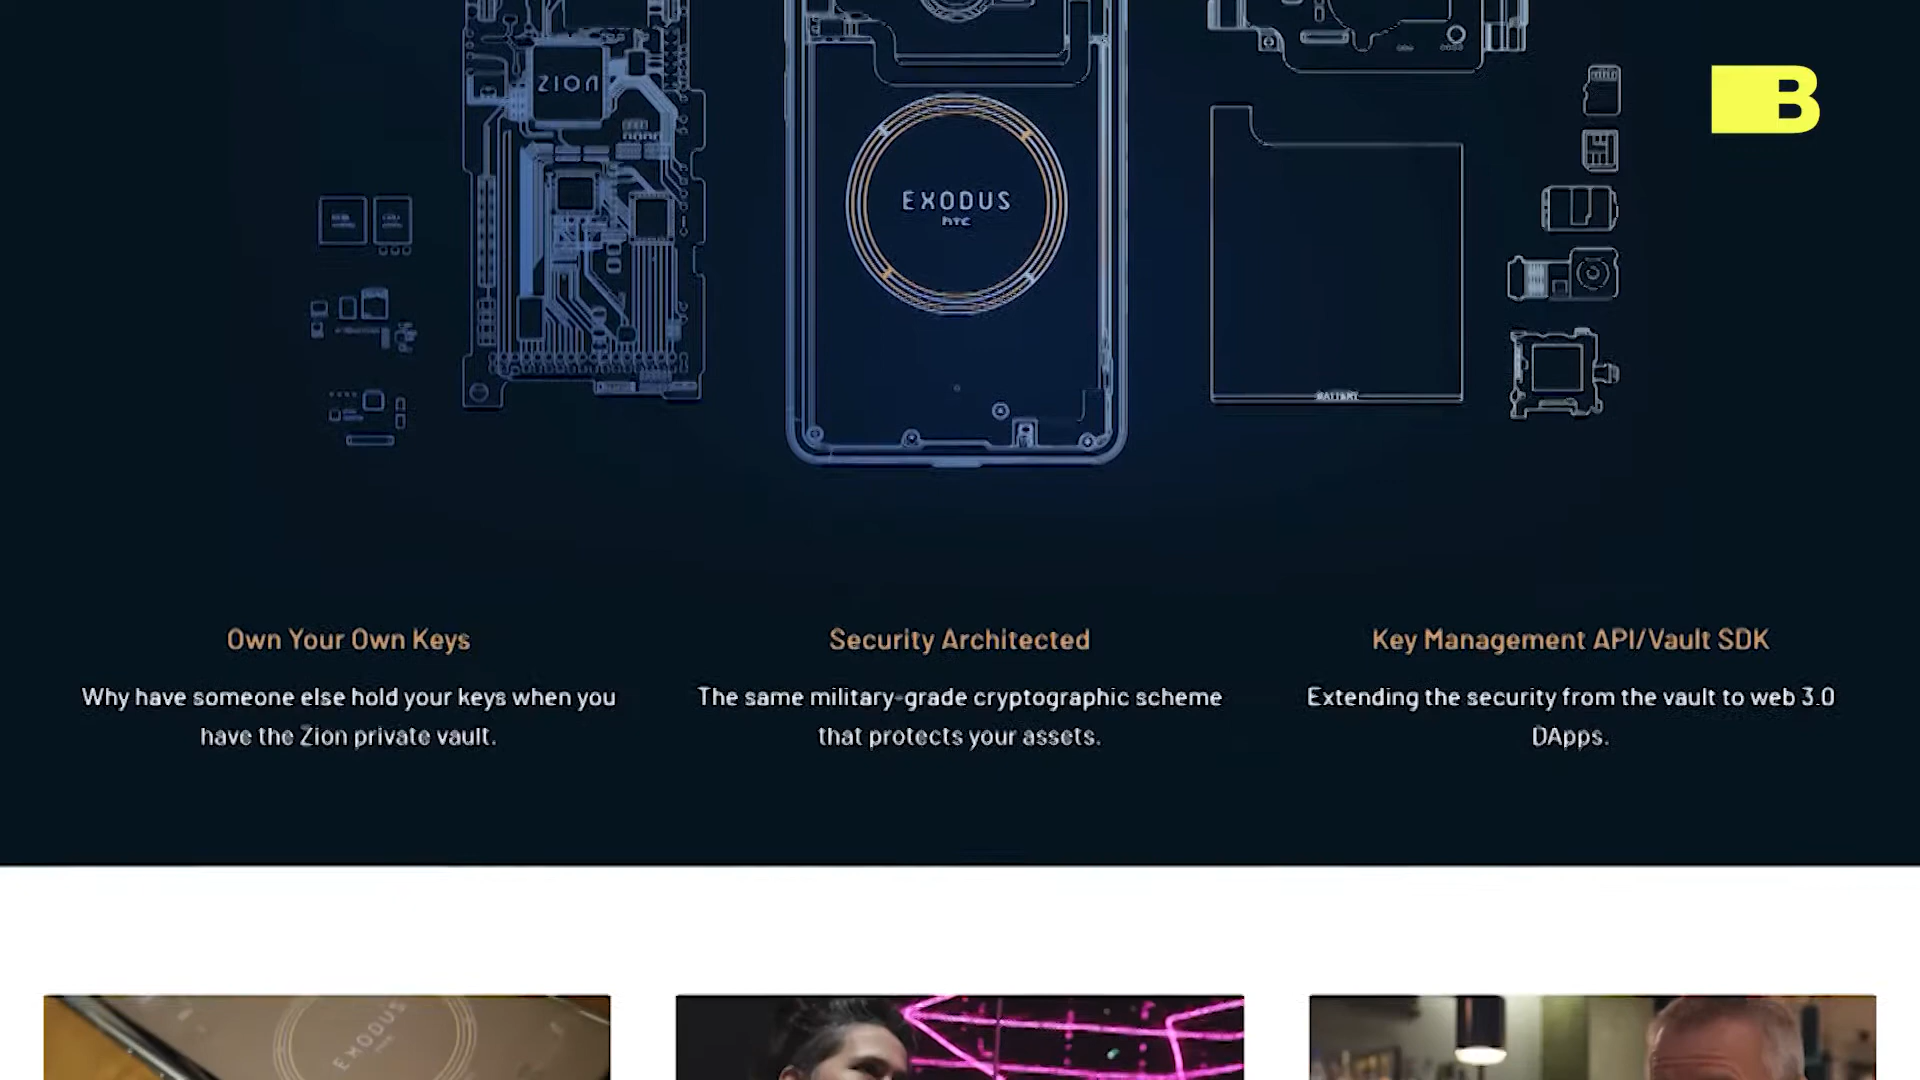 ZION
B
EXODUS
htc
BATTERY
Own Your Own Keys
Why have someone else hold your keys when you
have the Zion private vault.
Security Architected
The same military-grade cryptographic scheme
that protects your assets.
Key Management API/Vault SDK
Extending the security from the vault to web 3.0
DApps.
EXODUS